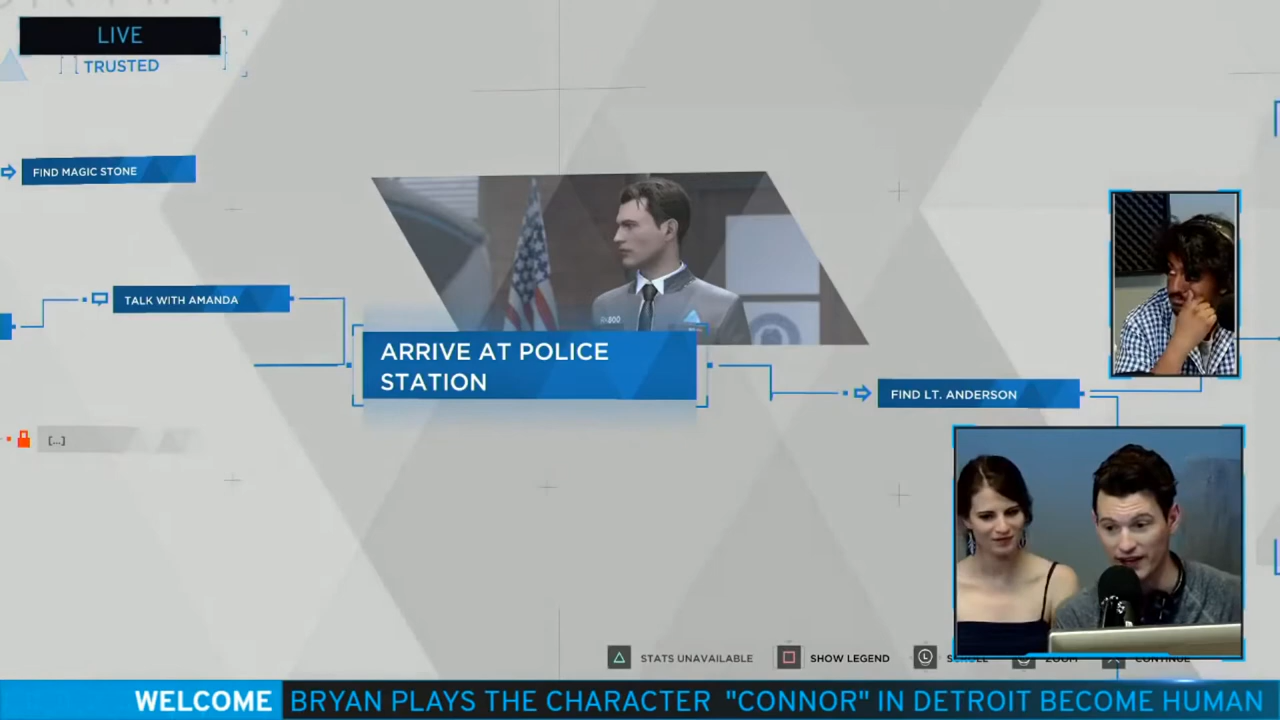 LIVE
TRUSTED
FIND MAGIC STONE
TALK WITH AMANDA
ARRIVE AT POLICE
STATION
FIND LT. ANDERSON
[...]
STATS UNAVAILABLE
SHOW LEGEND
WELCOME BRYAN PLAYS THE CHARACTER "CONNOR" IN DETROIT BECOME HUMAN